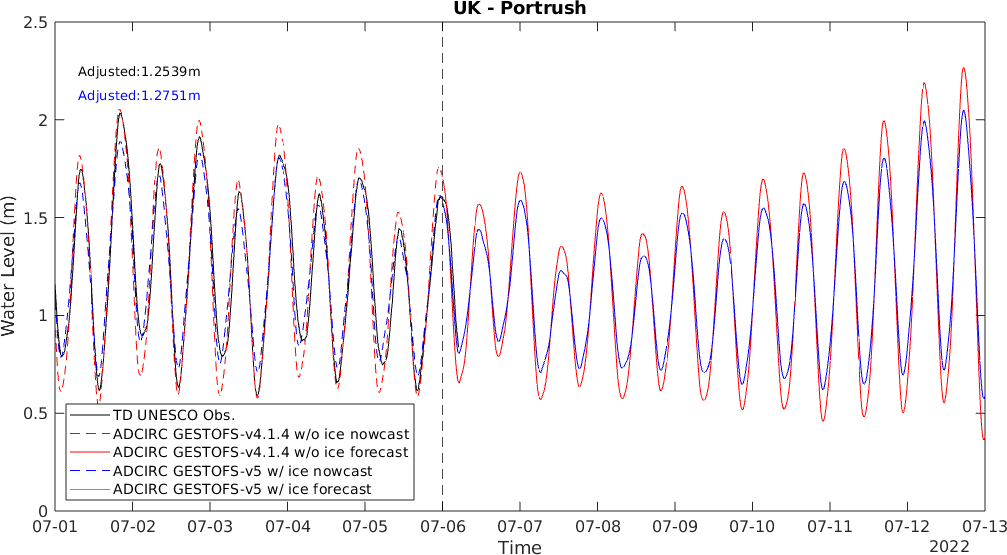 UK - Portrush
2.5
Adjusted:1.2539m
Adjusted:1.2751m
2
1.5
Water Level (m)
1
0.5
TD UNESCO Obs.
ADCIRC GESTOFS-v4.1.4 w/o ice nowcast
ADCIRC GESTOFS-v4.1.4 w/o ice forecast
ADCIRC GESTOFS-v5 w/ ice nowcast
ADCIRC GESTOFS-v5 w/ ice forecast
0
07-01 07-02 07-03 07-04 07-05 07-06 07-07 07-08 07-09 07-10 07-11 07-12 07-13
Time
2022